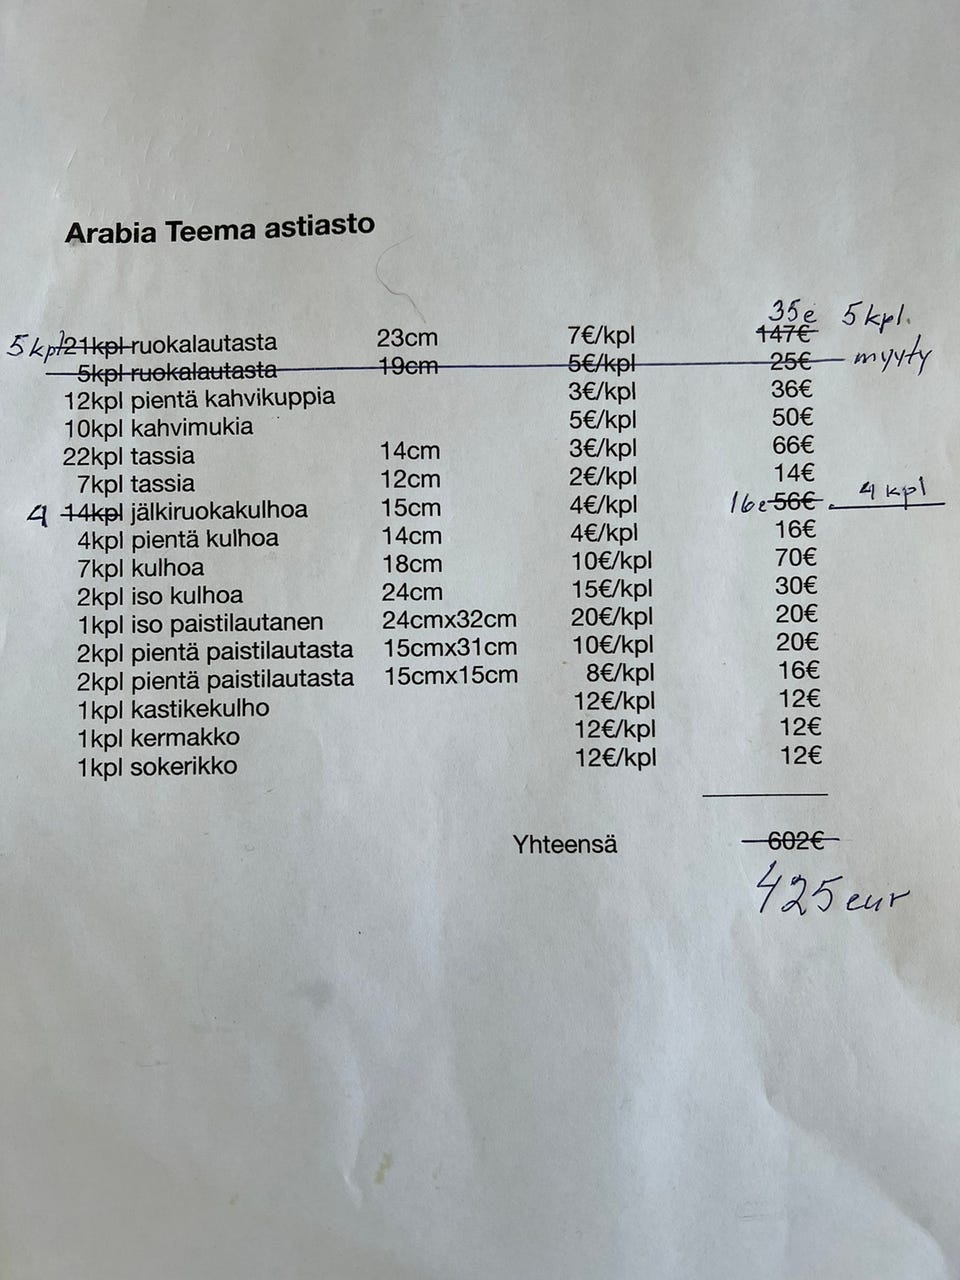 Arabia Teema astiasto
35e 5kpl.
5kpl 21kpl ruokalautasta 23cm 7€/kpl 147€
5kpl ruokalautasta 19cm 5€/kpl 25€ myyty
12kpl pientä kahvikuppia 3€/kpl 36€
10kpl kahvimukia 5€/kpl 50€
22kpl tassia 14cm 3€/kpl 66€
7kpl tassia 12cm 2€/kpl 14€
4 14kpl jälkiruokakulhoa 15cm 4€/kpl 16e 56€ 4 kpl
4kpl pientä kulhoa 14cm 4€/kpl 16€
7kpl kulhoa 18cm 10€/kpl 70€
2kpl iso kulhoa 24cm 15€/kpl 30€
1kpl iso paistilautanen 24cmx32cm 20€/kpl 20€
2kpl pientä paistilautasta 15cmx31cm 10€/kpl 20€
2kpl pientä paistilautasta 15cmx15cm 8€/kpl 16€
1kpl kastikekulho 12€/kpl 12€
1kpl kermakko 12€/kpl 12€
1kpl sokerikko 12€/kpl 12€
Yhteensä 602€
425 eur